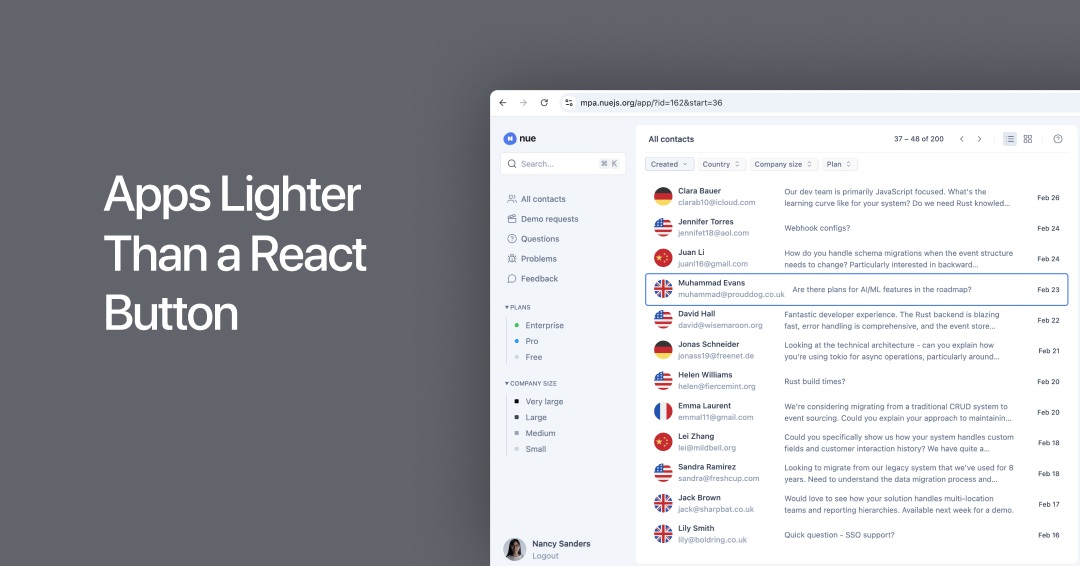 Apps Lighter
Than a React
Button
mpa.nuejs.org/app/?id=162&start=36
nue
Search...
⌘ K
All contacts
Demo requests
Questions
Problems
Feedback
PLANS
Enterprise
Pro
Free
COMPANY SIZE
Very large
Large
Medium
Small
Nancy Sanders
Logout
All contacts
37 – 48 of 200
Created
Country
Company size
Plan
Clara Bauer
clarab10@icloud.com
Our dev team is primarily JavaScript focused. What's the
learning curve like for your system? Do we need Rust knowled...
Feb 26
Jennifer Torres
jennifet18@aol.com
Webhook configs?
Feb 24
Juan Li
juanl16@gmail.com
How do you handle schema migrations when the event structure
needs to change? Particularly interested in backward...
Feb 24
Muhammad Evans
muhammad@prouddog.co.uk
Are there plans for AI/ML features in the roadmap?
Feb 23
David Hall
david@wisemaroon.org
Fantastic developer experience. The Rust backend is blazing
fast, error handling is comprehensive, and the event store...
Feb 22
Jonas Schneider
jonass19@freenet.de
Looking at the technical architecture - can you explain how
you're using tokio for async operations, particularly around...
Feb 21
Helen Williams
helen@fiercemint.org
Rust build times?
Feb 20
Emma Laurent
emmal11@gmail.com
We're considering migrating from a traditional CRUD system to
event sourcing. Could you explain your approach to maintainin...
Feb 20
Lei Zhang
lei@mildbell.org
Could you specifically show us how your system handles custom
fields and customer interaction history? We have quite a...
Feb 18
Sandra Ramirez
sandra@freshcup.com
Looking to migrate from our legacy system that we've used for 8
years. Need to understand the data migration process and...
Feb 18
Jack Brown
jack@sharpbat.co.uk
Would love to see how your solution handles multi-location
teams and reporting hierarchies. Available next week for a demo.
Feb 17
Lily Smith
lily@boldring.co.uk
Quick question - SSO support?
Feb 16